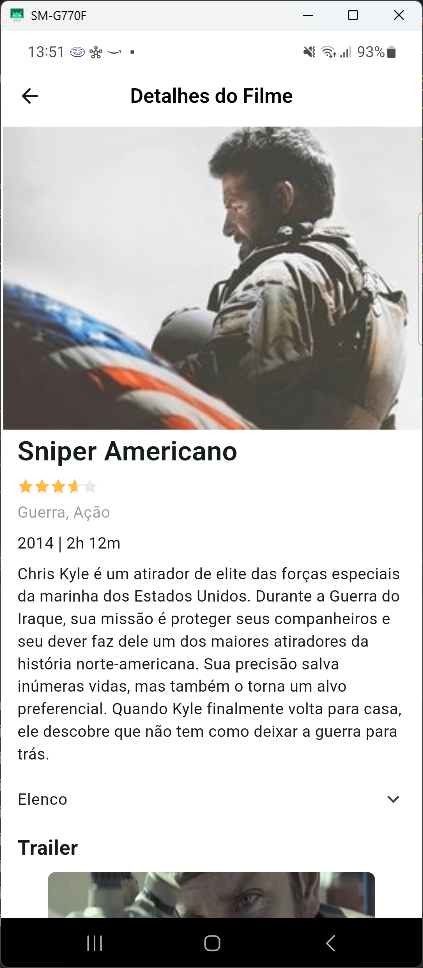 SM-G770F
13:51 93%
Detalhes do Filme
Sniper Americano
Guerra, Ação
2014 | 2h 12m
Chris Kyle é um atirador de elite das forças especiais
da marinha dos Estados Unidos. Durante a Guerra do
Iraque, sua missão é proteger seus companheiros e
seu dever faz dele um dos maiores atiradores da
história norte-americana. Sua precisão salva
inúmeras vidas, mas também o torna um alvo
preferencial. Quando Kyle finalmente volta para casa,
ele descobre que não tem como deixar a guerra para
trás.
Elenco
Trailer